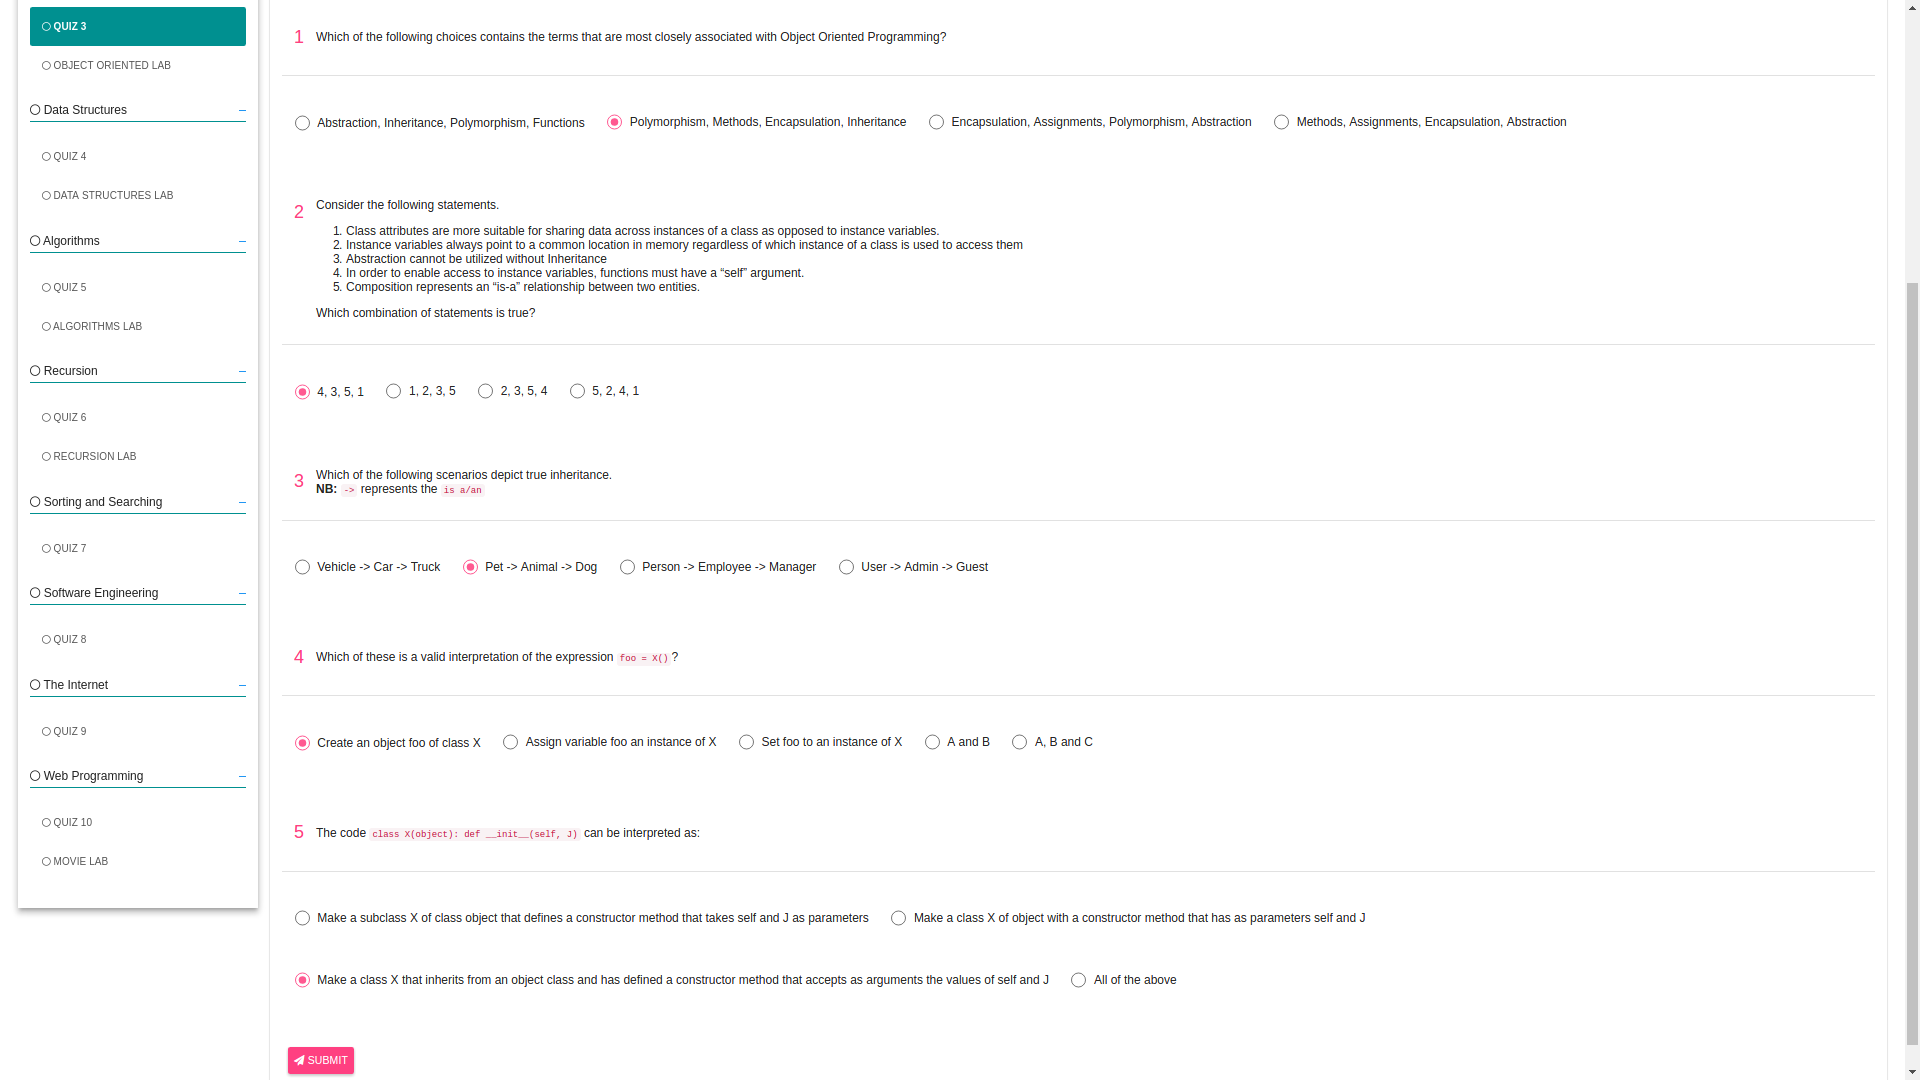 QUIZ 3
OBJECT ORIENTED LAB
Data Structures
QUIZ 4
DATA STRUCTURES LAB
Algorithms
QUIZ 5
ALGORITHMS LAB
Recursion
QUIZ 6
RECURSION LAB
Sorting and Searching
QUIZ 7
Software Engineering
QUIZ 8
The Internet
QUIZ 9
Web Programming
QUIZ 10
MOVIE LAB
1 Which of the following choices contains the terms that are most closely associated with Object Oriented Programming?
Abstraction, Inheritance, Polymorphism, Functions Polymorphism, Methods, Encapsulation, Inheritance Encapsulation, Assignments, Polymorphism, Abstraction Methods, Assignments, Encapsulation, Abstraction
2 Consider the following statements.
1. Class attributes are more suitable for sharing data across instances of a class as opposed to instance variables.
2. Instance variables always point to a common location in memory regardless of which instance of a class is used to access them
3. Abstraction cannot be utilized without Inheritance
4. In order to enable access to instance variables, functions must have a “self” argument.
5. Composition represents an “is-a” relationship between two entities.
Which combination of statements is true?
4, 3, 5, 1 1, 2, 3, 5 2, 3, 5, 4 5, 2, 4, 1
3 Which of the following scenarios depict true inheritance.
NB: -> represents the is a/an
Vehicle -> Car -> Truck Pet -> Animal -> Dog Person -> Employee -> Manager User -> Admin -> Guest
4 Which of these is a valid interpretation of the expression foo = X() ?
Create an object foo of class X Assign variable foo an instance of X Set foo to an instance of X A and B A, B and C
5 The code class X(object): def __init__(self, J) can be interpreted as:
Make a subclass X of class object that defines a constructor method that takes self and J as parameters Make a class X of object with a constructor method that has as parameters self and J
Make a class X that inherits from an object class and has defined a constructor method that accepts as arguments the values of self and J All of the above
SUBMIT